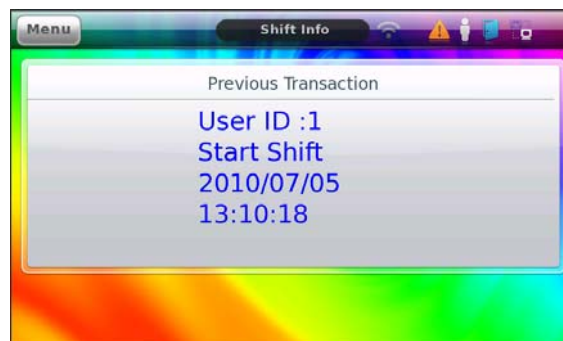 Menu
Shift Info
Previous Transaction
User ID :1
Start Shift
2010/07/05
13:10:18